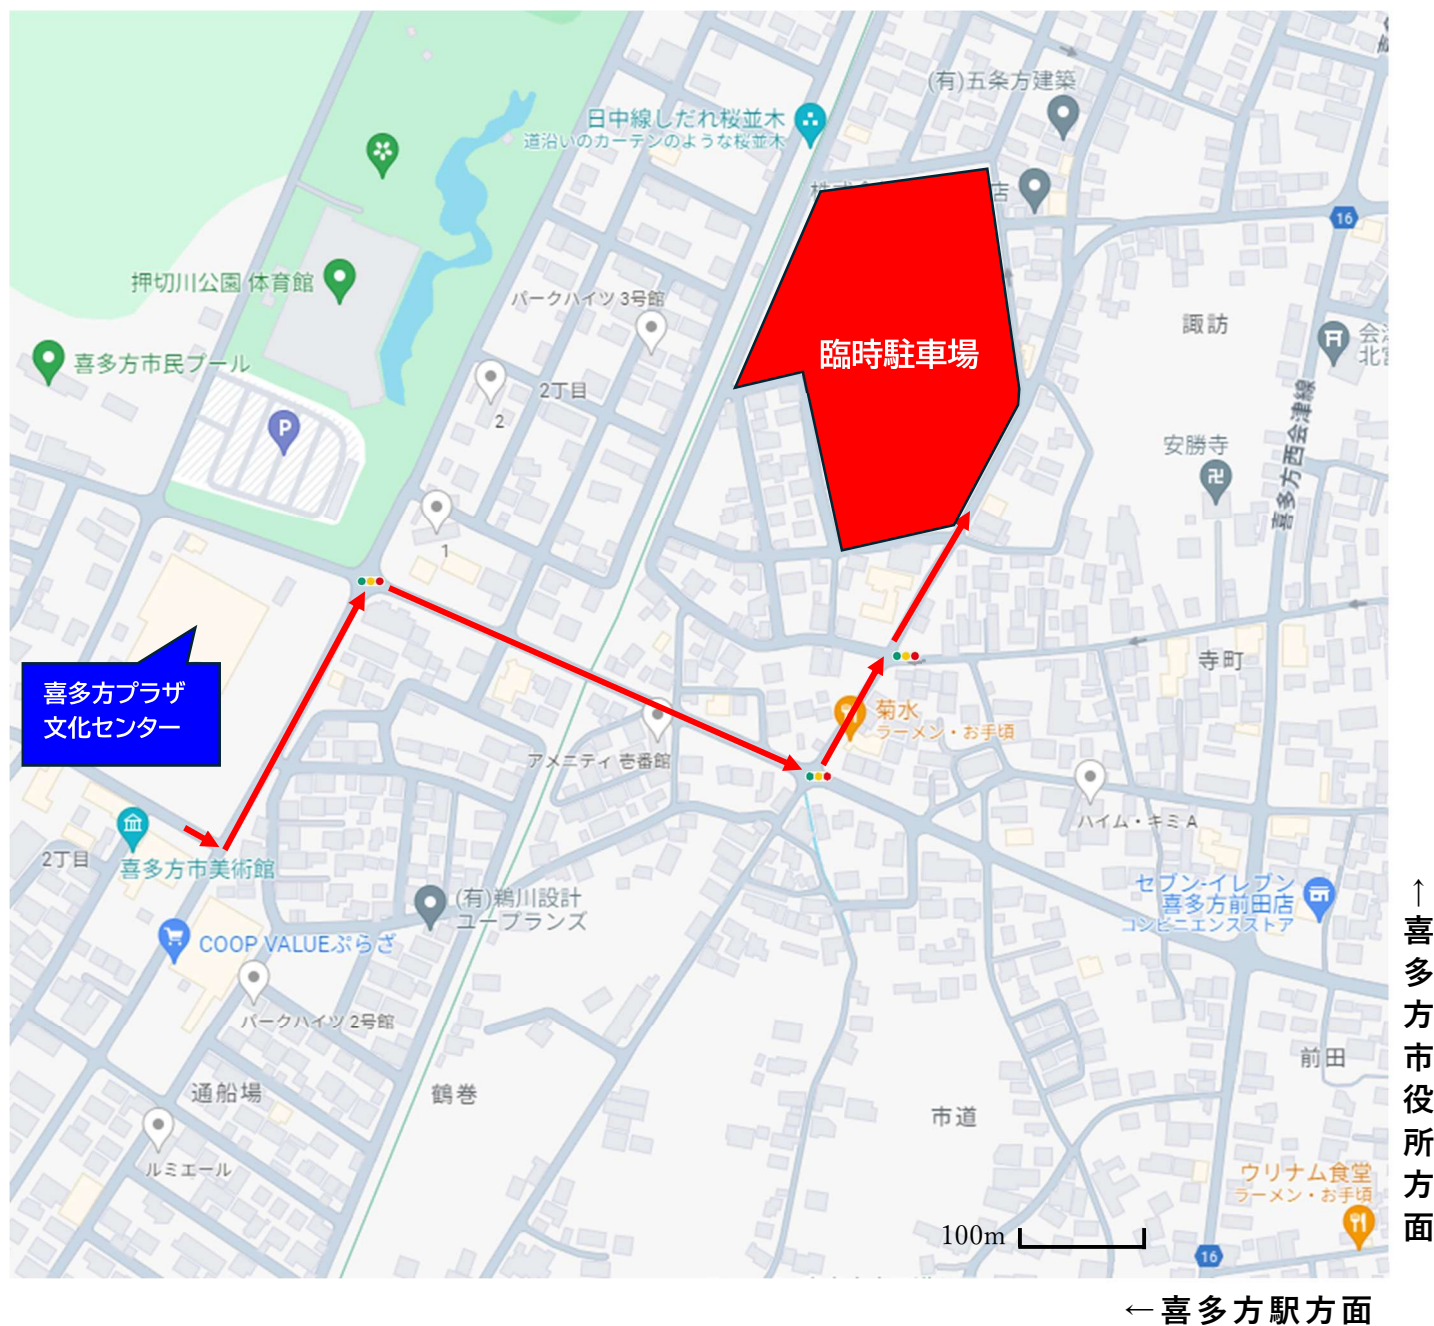 (有)五条方建築
日中線しだれ桜並木
道沿いのカーテンのような桜並木
店
16
押切川公園 体育館
パークハイツ 3号館
諏訪
喜多方市民プール
臨時駐車場
2丁目
2
P
安勝寺
喜多方西会津線
1
喜多方プラザ
文化センター
寺町
菊水
ラーメン・お手頃
アメニティ 壱番館
ハイム・キミ A
2丁目
喜多方市美術館
セブン-イレブン
喜多方前田店
コンビニエンスストア
(有)鵜川設計
ユープランズ
COOP VALUEぷらざ
パークハイツ 2号館
通船場
鶴巻
前田
市道
ルミエール
ウリナム食堂
ラーメン・お手頃
100m
16
↑喜多方市役所方面
←喜多方駅方面